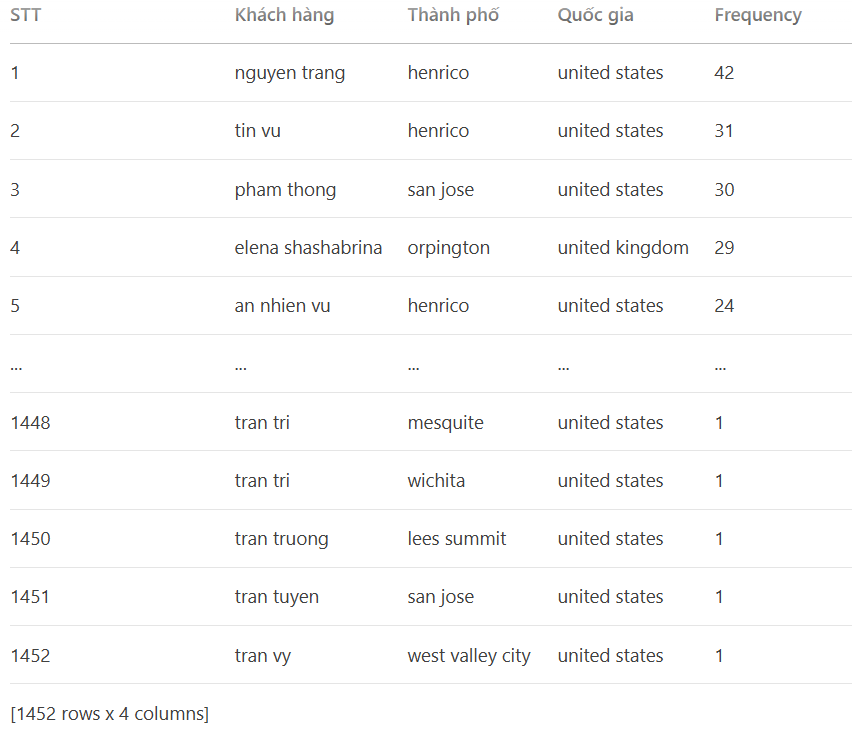 STT Khách hàng Thành phố Quốc gia Frequency
1 nguyen trang henrico united states 42
2 tin vu henrico united states 31
3 pham thong san jose united states 30
4 elena shashabrina orpington united kingdom 29
5 an nhien vu henrico united states 24
... ... ... ... ...
1448 tran tri mesquite united states 1
1449 tran tri wichita united states 1
1450 tran truong lees summit united states 1
1451 tran tuyen san jose united states 1
1452 tran vy west valley city united states 1
[1452 rows x 4 columns]